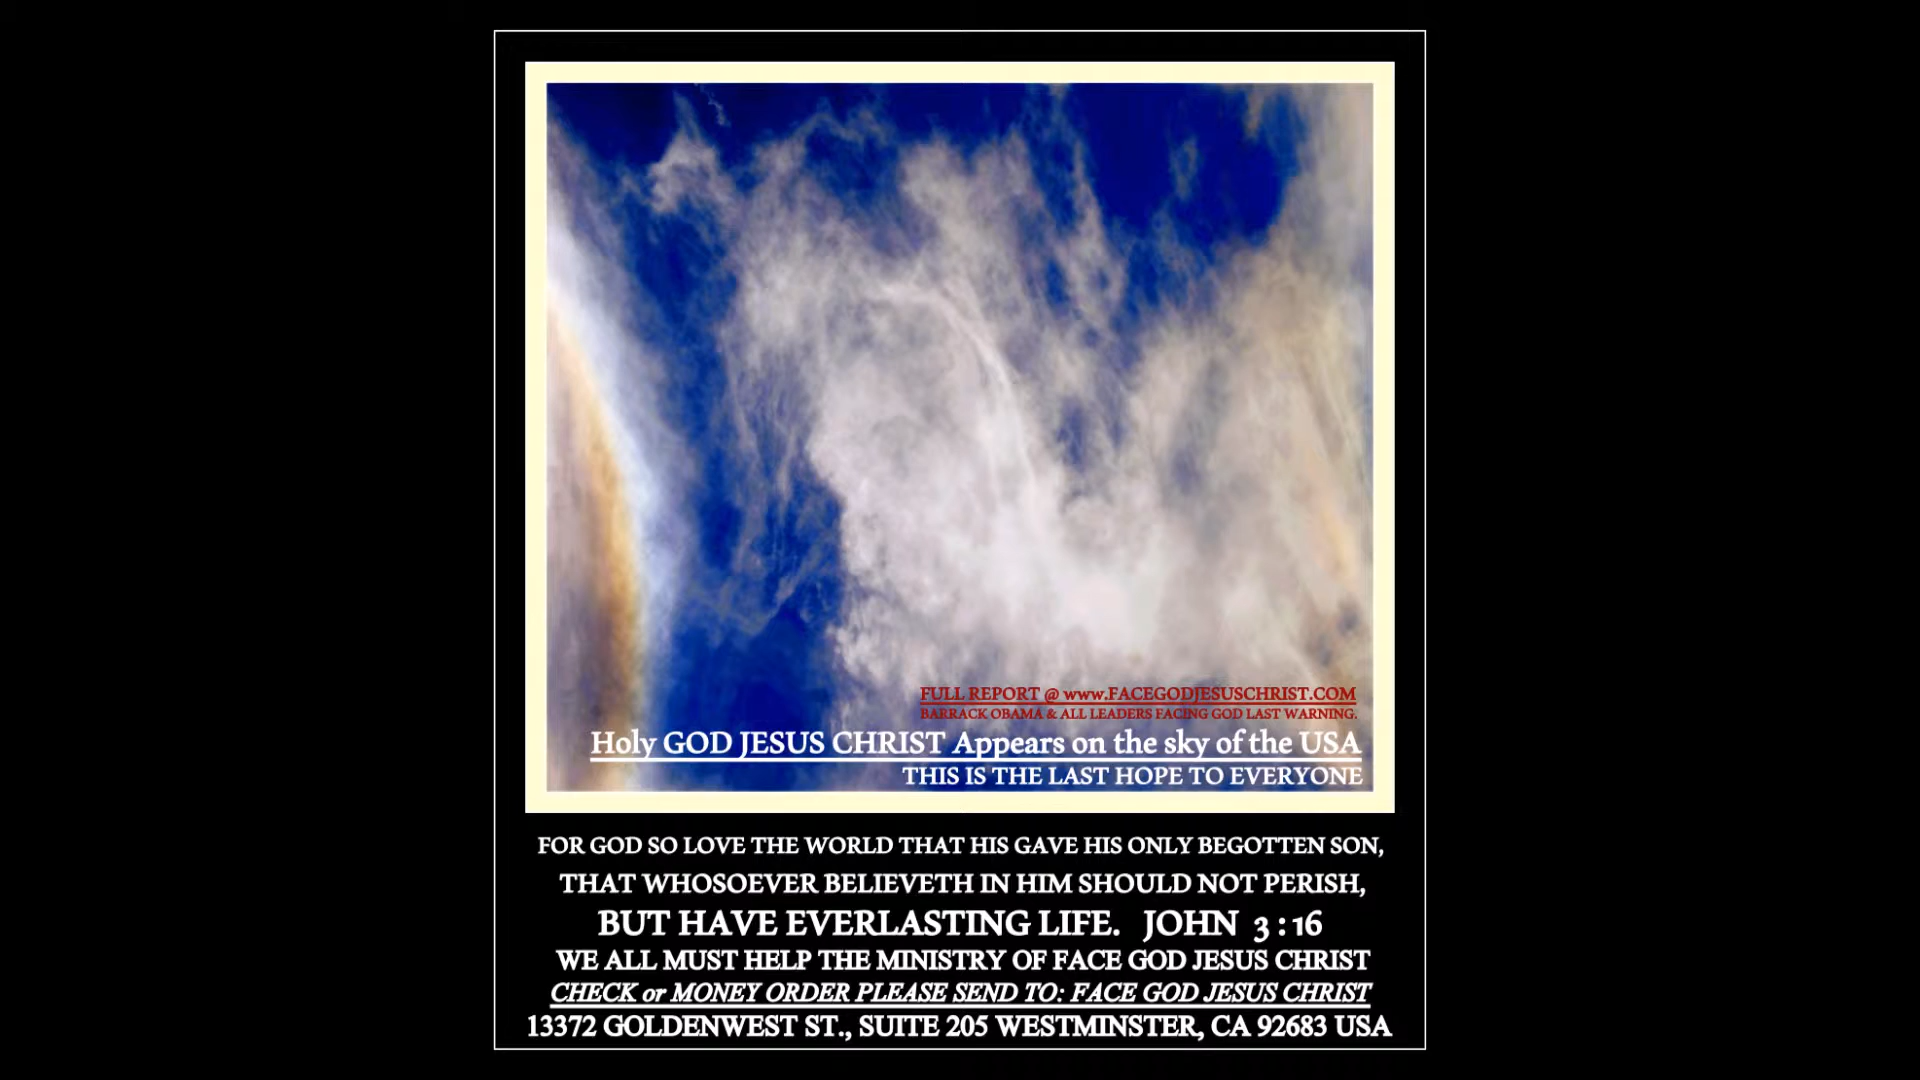 FULL REPORT @ www.FACEGODJESUSCHRIST.COM
BARRACK OBAMA & ALL LEADERS FACING GOD LAST WARNING.
Holy GOD JESUS CHRIST Appears on the sky of the USA
THIS IS THE LAST HOPE TO EVERYONE
FOR GOD SO LOVE THE WORLD THAT HIS GAVE HIS ONLY BEGOTTEN SON,
THAT WHOSOEVER BELIEVETH IN HIM SHOULD NOT PERISH,
BUT HAVE EVERLASTING LIFE. JOHN 3 : 16
WE ALL MUST HELP THE MINISTRY OF FACE GOD JESUS CHRIST
CHECK or MONEY ORDER PLEASE SEND TO: FACE GOD JESUS CHRIST
13372 GOLDENWEST ST., SUITE 205 WESTMINSTER, CA 92683 USA